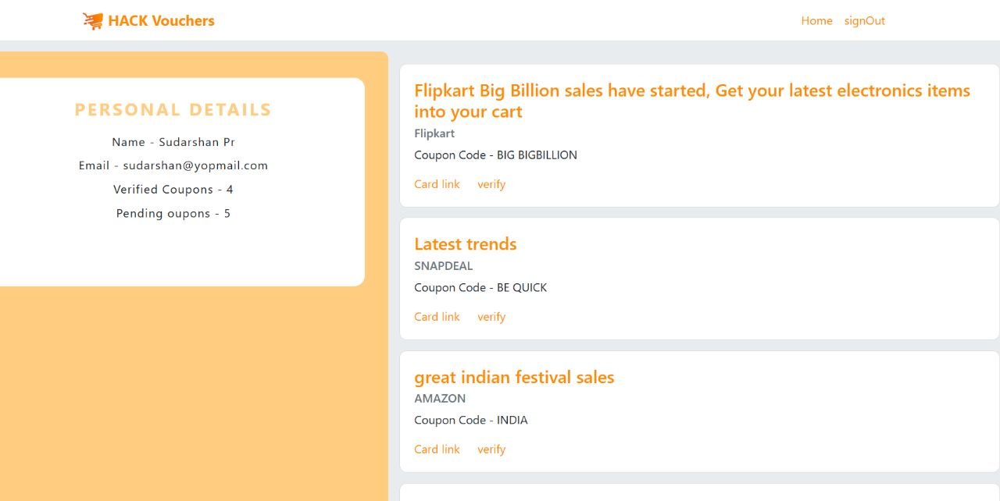 HACK Vouchers
Home signOut
PERSONAL DETAILS
Name - Sudarshan Pr
Email - sudarshan@yopmail.com
Verified Coupons - 4
Pending oupons - 5
Flipkart Big Billion sales have started, Get your latest electronics items
into your cart
Flipkart
Coupon Code - BIG BIGBILLION
Card link verify
Latest trends
SNAPDEAL
Coupon Code - BE QUICK
Card link verify
great indian festival sales
AMAZON
Coupon Code - INDIA
Card link verify